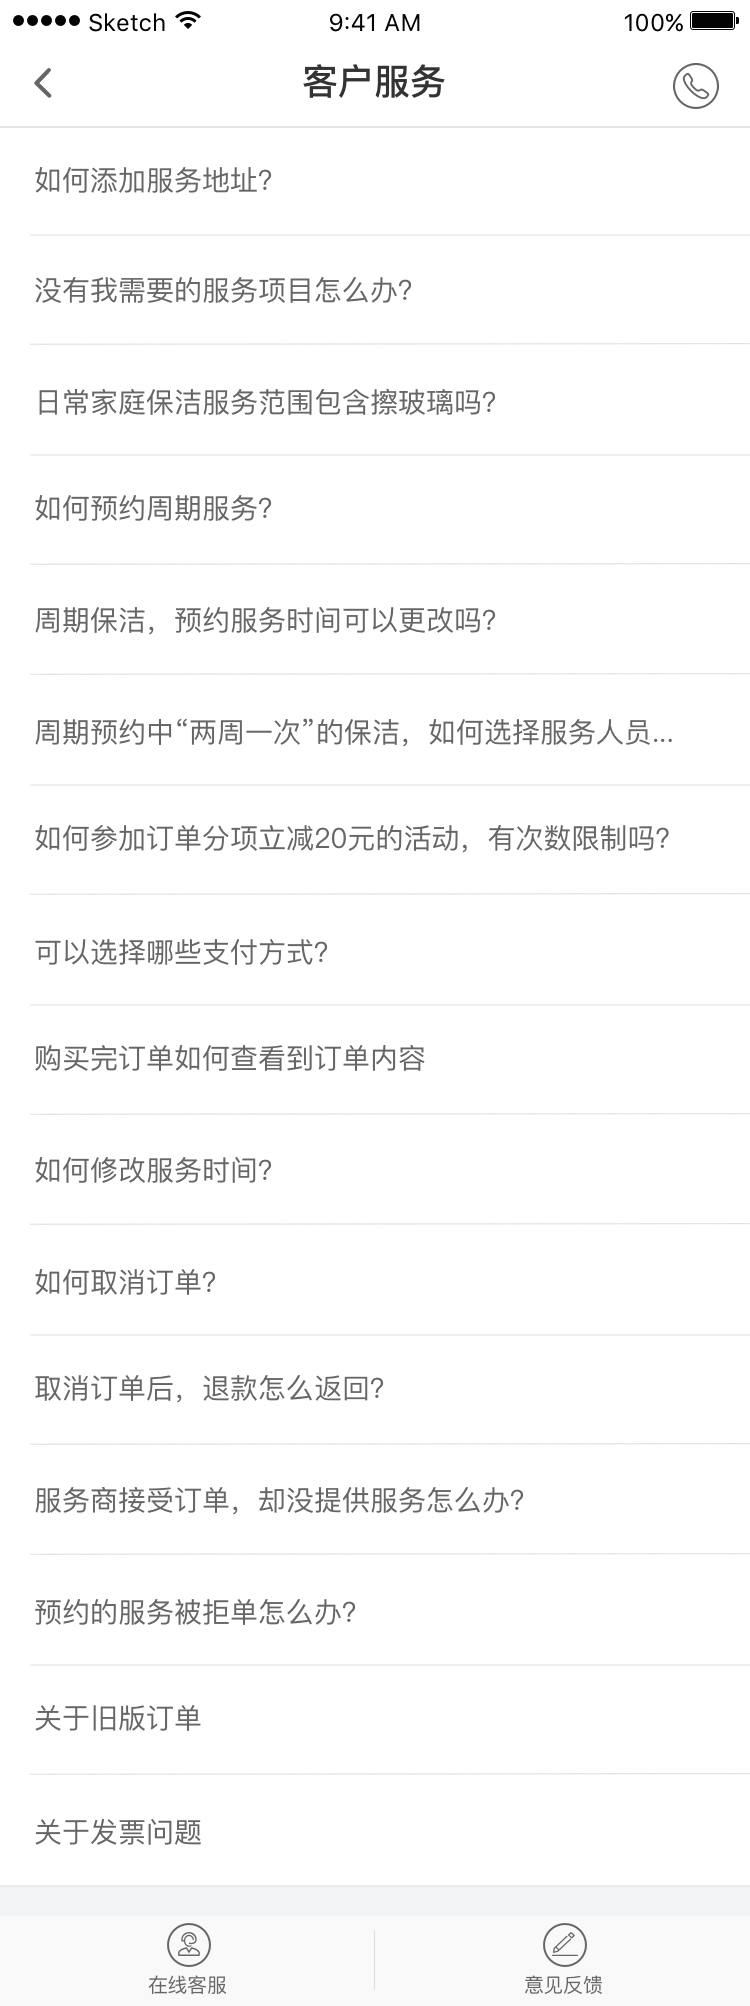 Sketch 9:41 AM 100%
客户服务
如何添加服务地址?
没有我需要的服务项目怎么办?
日常家庭保洁服务范围包含擦玻璃吗?
如何预约周期服务?
周期保洁，预约服务时间可以更改吗?
周期预约中“两周一次”的保洁，如何选择服务人员...
如何参加订单分项立减20元的活动，有次数限制吗?
可以选择哪些支付方式?
购买完订单如何查看到订单内容
如何修改服务时间?
如何取消订单?
取消订单后，退款怎么返回?
服务商接受订单，却没提供服务怎么办?
预约的服务被拒单怎么办?
关于旧版订单
关于发票问题
在线客服 意见反馈